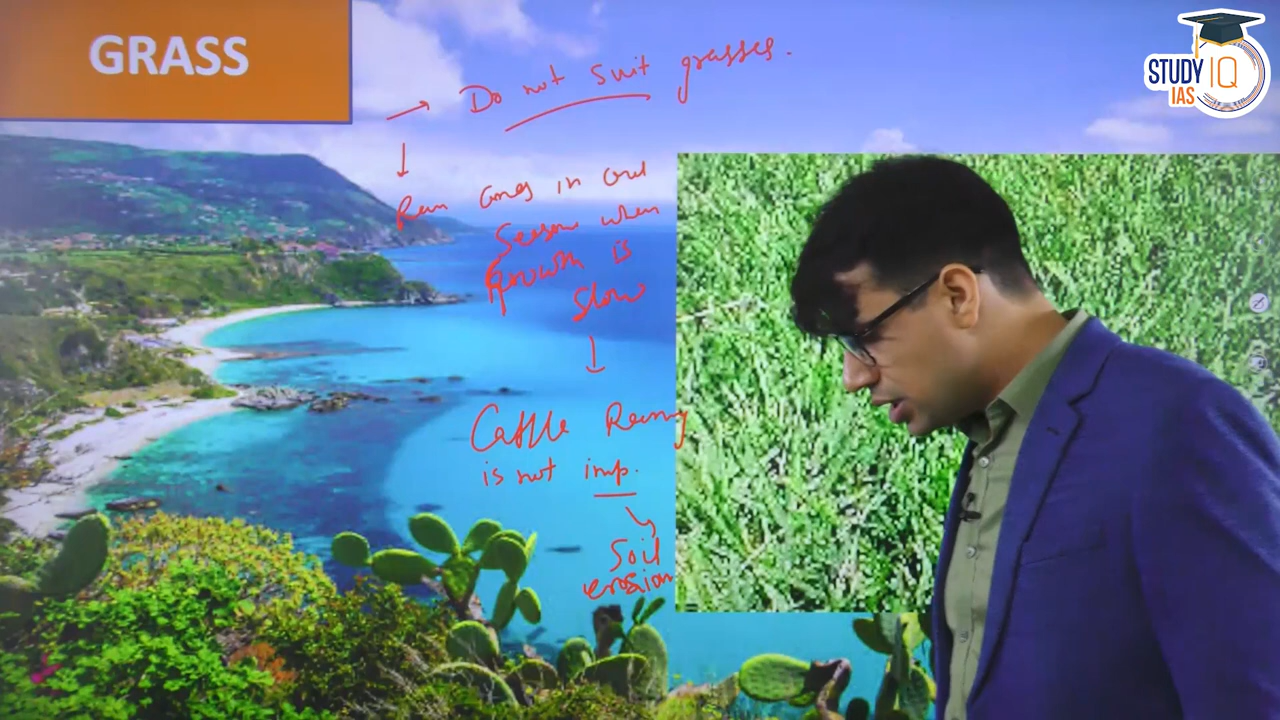 GRASS
STUDY IQ
IAS
→ Do not suit grasses.
↓
Rain comes in cool
Season when
growth is
slow
↓
Cattle Rearing
is not imp.
Soil
erosion